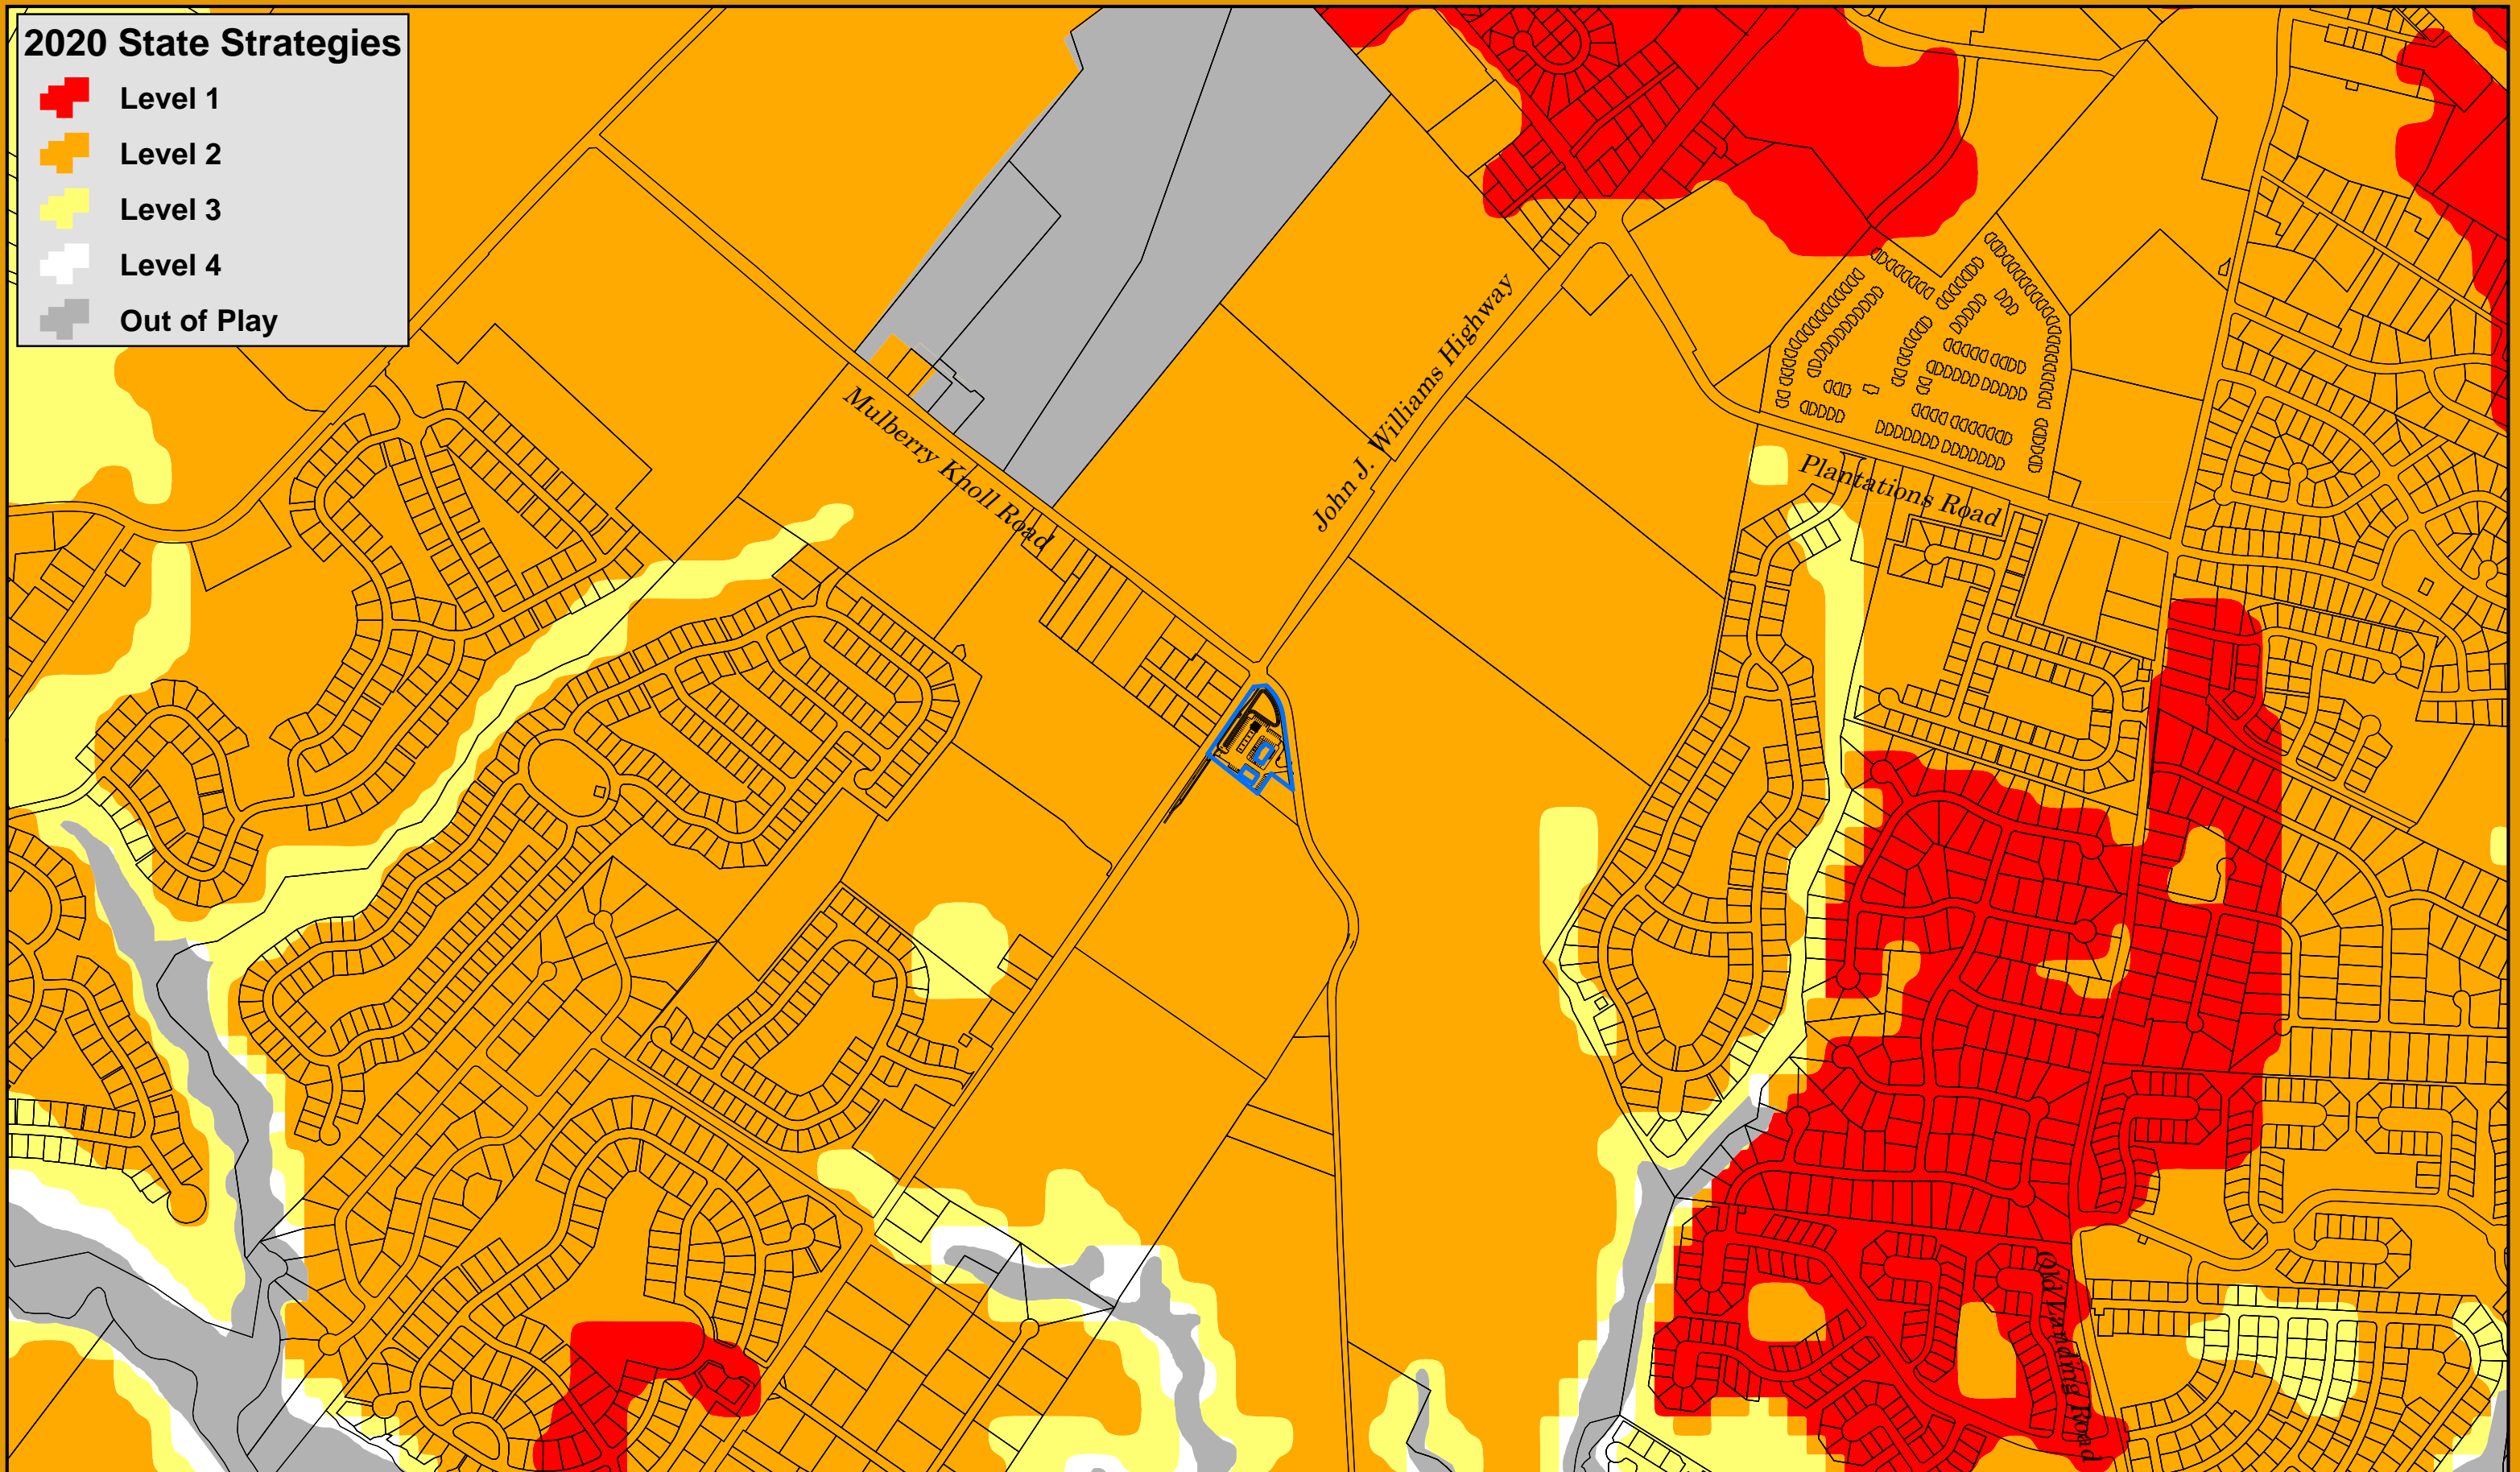 2020 State Strategies
Level 1
Level 2
Level 3
Level 4
Out of Play
Mulberry Knoll Road
John J. Williams Highway
Plantations Road
Old Landing Road